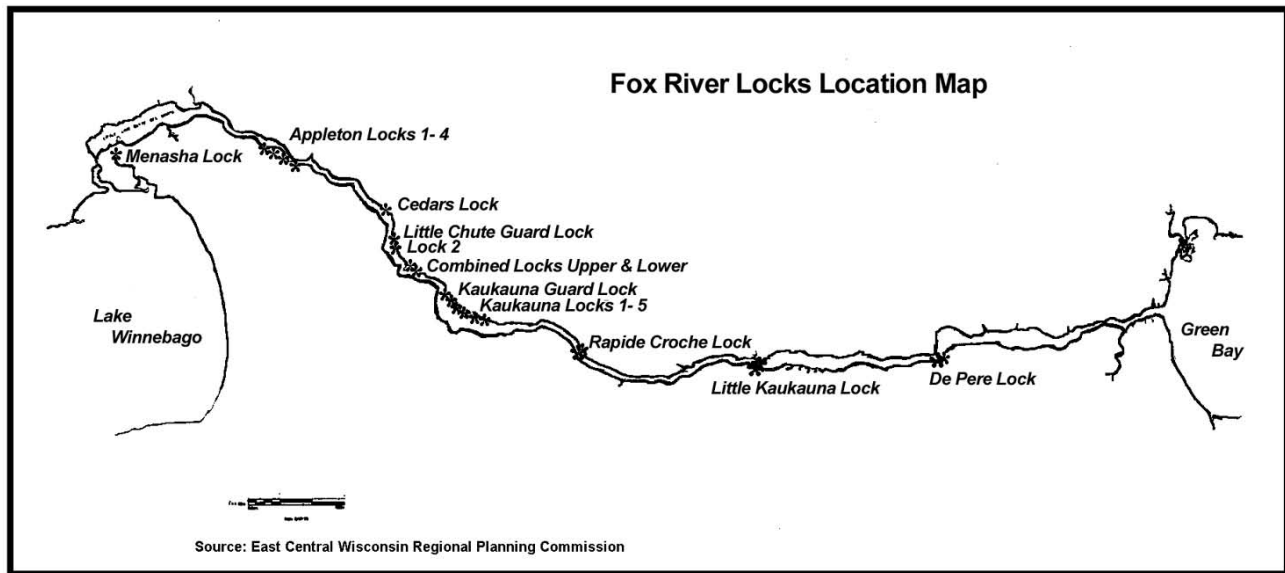 Fox River Locks Location Map
Appleton Locks 1- 4
Menasha Lock
Cedars Lock
Little Chute Guard Lock
Lock 2
Combined Locks Upper & Lower
Kaukauna Guard Lock
Kaukauna Locks 1- 5
Lake
Winnebago
Rapide Croche Lock
Green
Bay
Little Kaukauna Lock
De Pere Lock
Source: East Central Wisconsin Regional Planning Commission